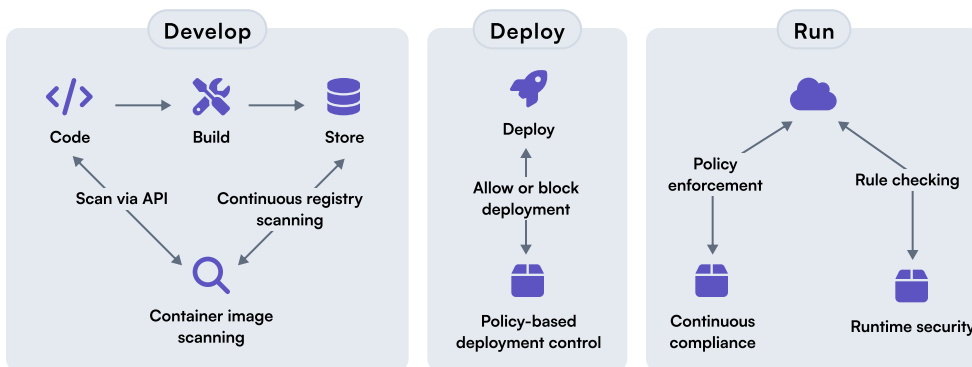 Develop
Code
Build
Store
Scan via API
Continuous registry
scanning
Container image
scanning
Deploy
Deploy
Allow or block
deployment
Policy-based
deployment control
Run
Policy
enforcement
Rule checking
Continuous
compliance
Runtime security